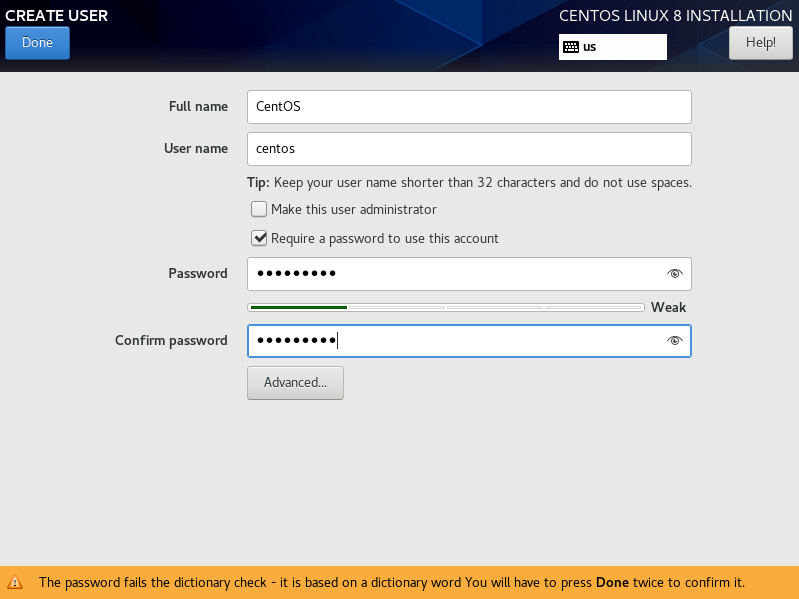 CREATE USER
CENTOS LINUX 8 INSTALLATION
Done
us
Help!
Full name
CentOS
User name
centos
Tip: Keep your user name shorter than 32 characters and do not use spaces.
Make this user administrator
Require a password to use this account
Password
●●●●●●●●●
Weak
Confirm password
●●●●●●●●●
Advanced...
The password fails the dictionary check - it is based on a dictionary word You will have to press Done twice to confirm it.